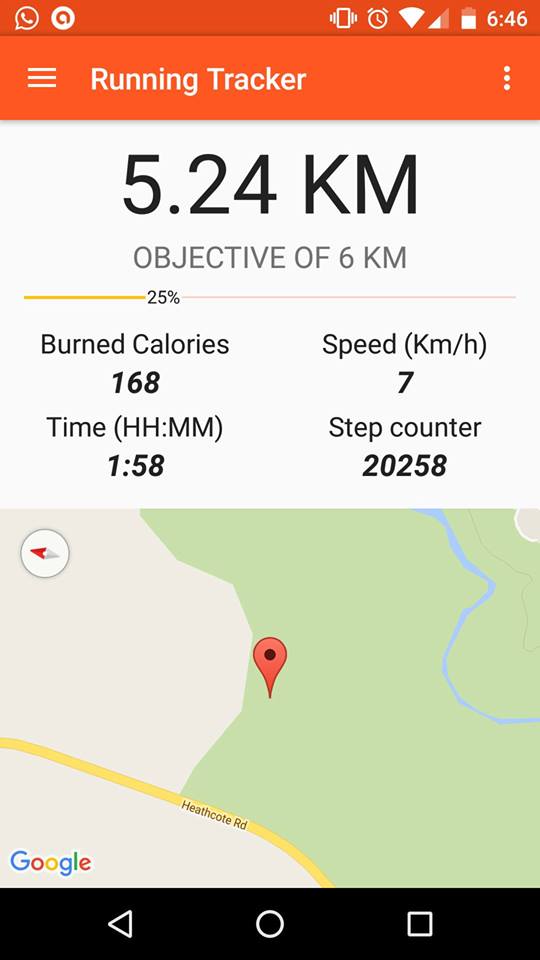 6:46
Running Tracker
5.24 KM
OBJECTIVE OF 6 KM
25%
Burned Calories Speed (Km/h)
168 7
Time (HH:MM) Step counter
1:58 20258
Heathcote Rd
Google